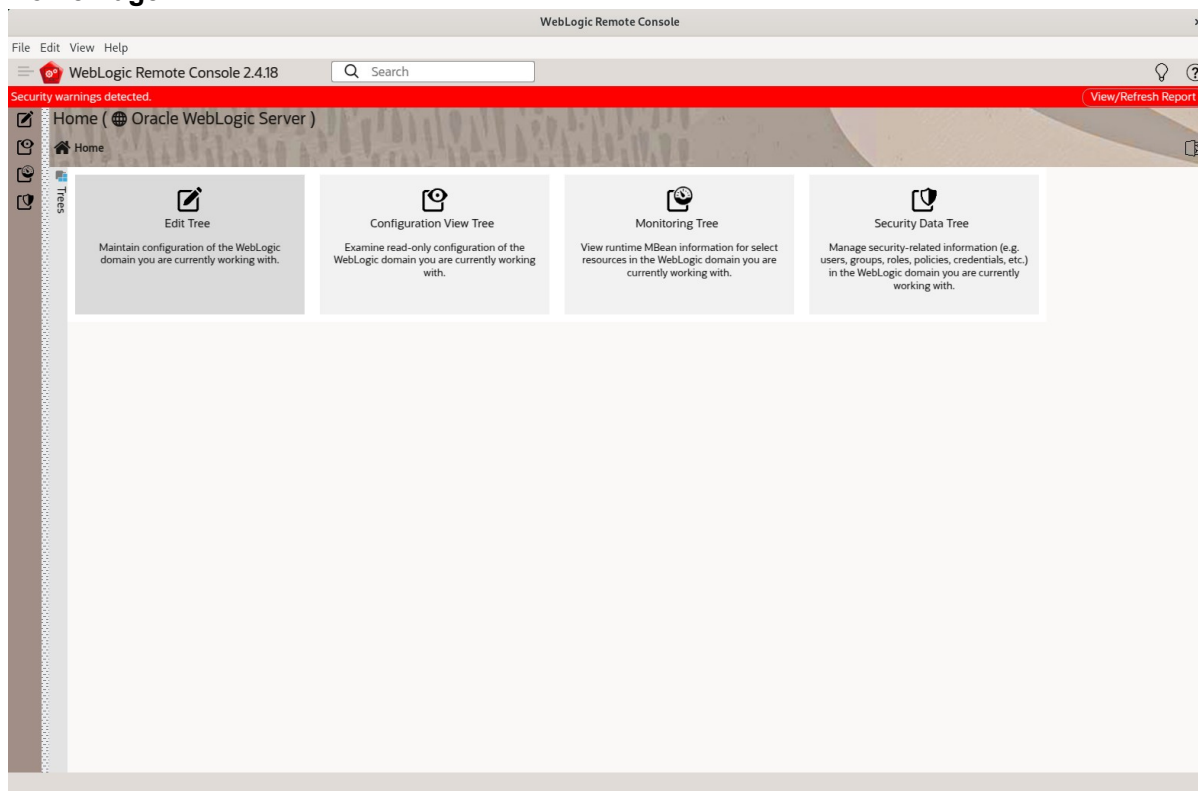 WebLogic Remote Console
File Edit View Help
WebLogic Remote Console 2.4.18
Search
Security warnings detected.
View/Refresh Report
Home ( Oracle WebLogic Server )
Home
Trees
Edit Tree
Maintain configuration of the WebLogic
domain you are currently working with.
Configuration View Tree
Examine read-only configuration of the
WebLogic domain you are currently working
with.
Monitoring Tree
View runtime MBean information for select
resources in the WebLogic domain you are
currently working with.
Security Data Tree
Manage security-related information (e.g.
users, groups, roles, policies, credentials, etc.)
in the WebLogic domain you are currently
working with.